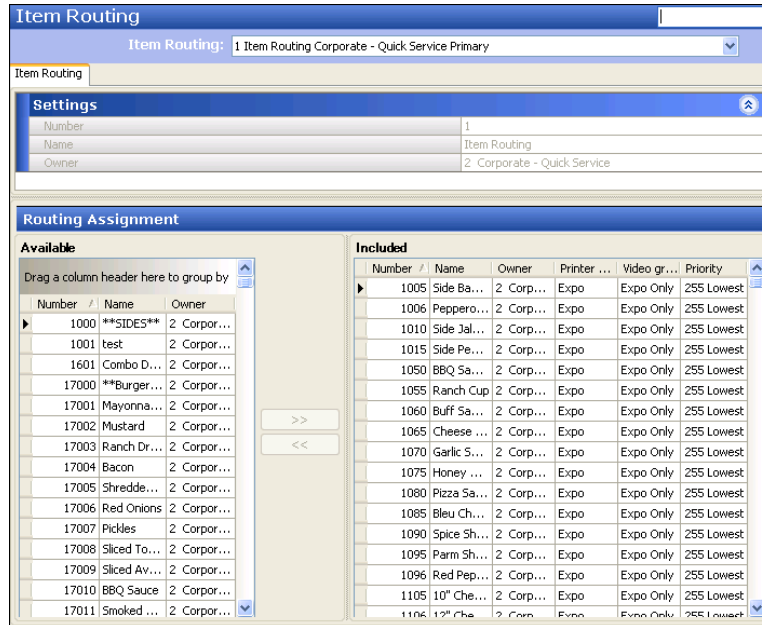 Item Routing
Item Routing: 1 Item Routing Corporate - Quick Service Primary
Item Routing
Settings
Number 1
Name Item Routing
Owner 2 Corporate - Quick Service
Routing Assignment
Available
Drag a column header here to group by
Number / Name Owner
1000 **SIDES** 2 Corpor...
1001 test 2 Corpor...
1601 Combo D... 2 Corpor...
17000 **Burger... 2 Corpor...
17001 Mayonna... 2 Corpor...
17002 Mustard 2 Corpor...
17003 Ranch Dr... 2 Corpor...
17004 Bacon 2 Corpor...
17005 Shredde... 2 Corpor...
17006 Red Onions 2 Corpor...
17007 Pickles 2 Corpor...
17008 Sliced To... 2 Corpor...
17009 Sliced Av... 2 Corpor...
17010 BBQ Sauce 2 Corpor...
17011 Smoked ... 2 Corpor...
>>
<<
Included
Number / Name Owner Printer ... Video gr... Priority
1005 Side Ba... 2 Corp... Expo Expo Only 255 Lowest
1006 Peppero... 2 Corp... Expo Expo Only 255 Lowest
1010 Side Jal... 2 Corp... Expo Expo Only 255 Lowest
1015 Side Pe... 2 Corp... Expo Expo Only 255 Lowest
1050 BBQ Sa... 2 Corp... Expo Expo Only 255 Lowest
1055 Ranch Cup 2 Corp... Expo Expo Only 255 Lowest
1060 Buff Sa... 2 Corp... Expo Expo Only 255 Lowest
1065 Cheese ... 2 Corp... Expo Expo Only 255 Lowest
1070 Garlic S... 2 Corp... Expo Expo Only 255 Lowest
1075 Honey ... 2 Corp... Expo Expo Only 255 Lowest
1080 Pizza Sa... 2 Corp... Expo Expo Only 255 Lowest
1085 Bleu Ch... 2 Corp... Expo Expo Only 255 Lowest
1090 Spice Sh... 2 Corp... Expo Expo Only 255 Lowest
1095 Parm Sh... 2 Corp... Expo Expo Only 255 Lowest
1096 Red Pep... 2 Corp... Expo Expo Only 255 Lowest
1105 10" Che... 2 Corp... Expo Expo Only 255 Lowest
1106 12" Che... 2 Corp... Expo Expo Only 255 Lowest